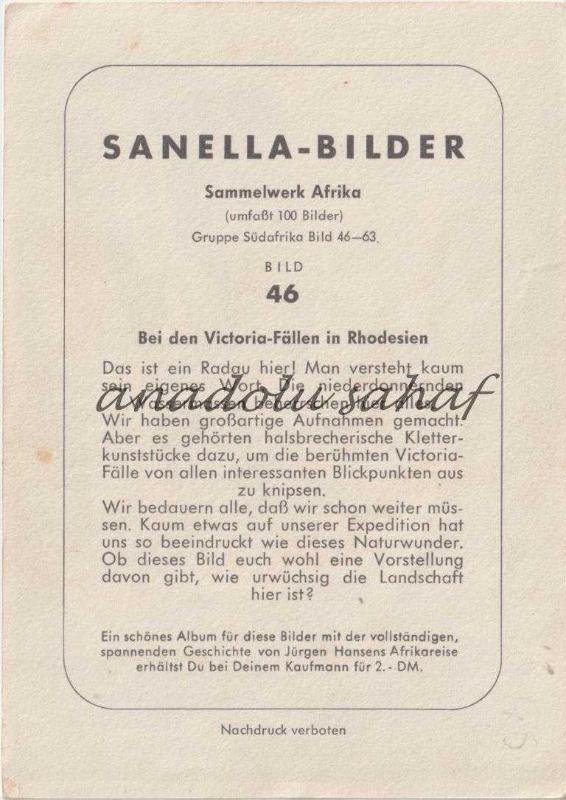 SANELLA-BILDER
Sammelwerk Afrika
(umfaßt 100 Bilder)
Gruppe Südafrika Bild 46—63.
BILD
46
Bei den Victoria-Fällen in Rhodesien
Das ist ein Radau hier! Man versteht kaum
sein eigenes Wort. Die niederdonnernden
Wassermassen beherrschen hier alles.
anadolu sahaf
Wir haben großartige Aufnahmen gemacht.
Aber es gehörten halsbrecherische Kletter-
kunststücke dazu, um die berühmten Victoria-
Fälle von allen interessanten Blickpunkten aus
zu knipsen.
Wir bedauern alle, daß wir schon weiter müs-
sen. Kaum etwas auf unserer Expedition hat
uns so beeindruckt wie dieses Naturwunder.
Ob dieses Bild euch wohl eine Vorstellung
davon gibt, wie urwüchsig die Landschaft
hier ist?
Ein schönes Album für diese Bilder mit der vollständigen,
spannenden Geschichte von Jürgen Hansens Afrikareise
erhältst Du bei Deinem Kaufmann für 2.- DM.
Nachdruck verboten